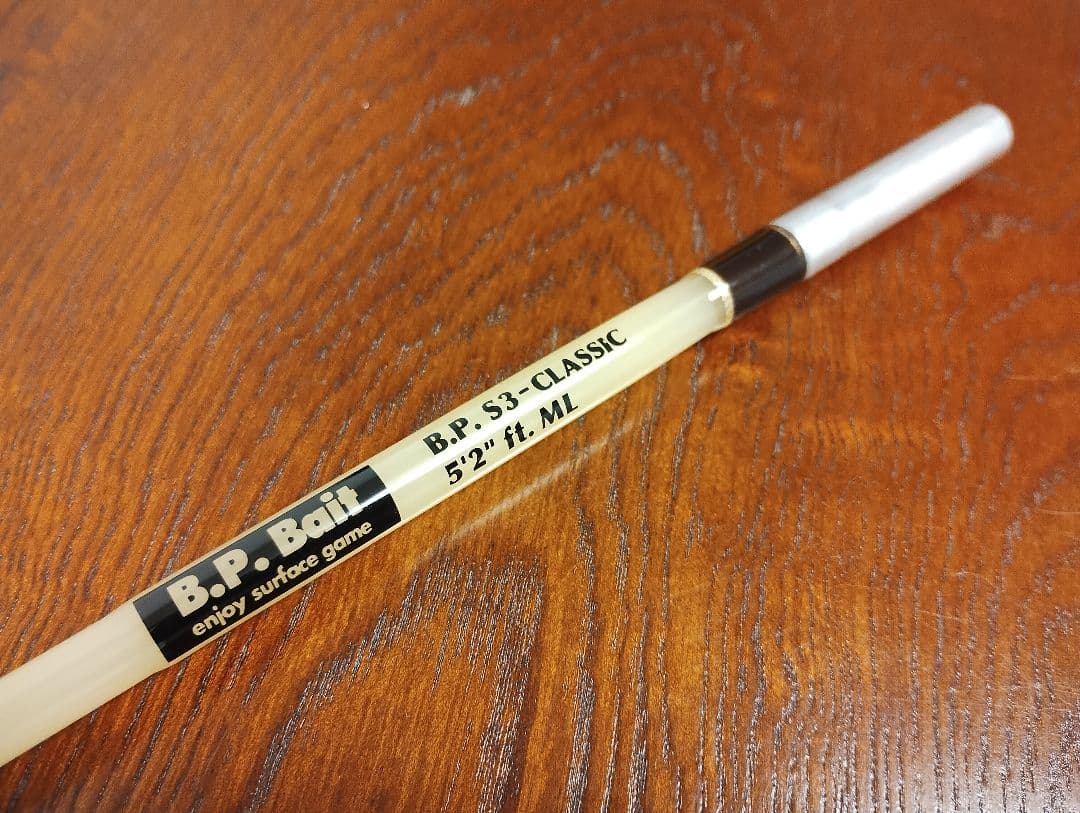 B.P. Bait
enjoy surface game
B.P. S3-CLASSIC
5'2" ft. ML